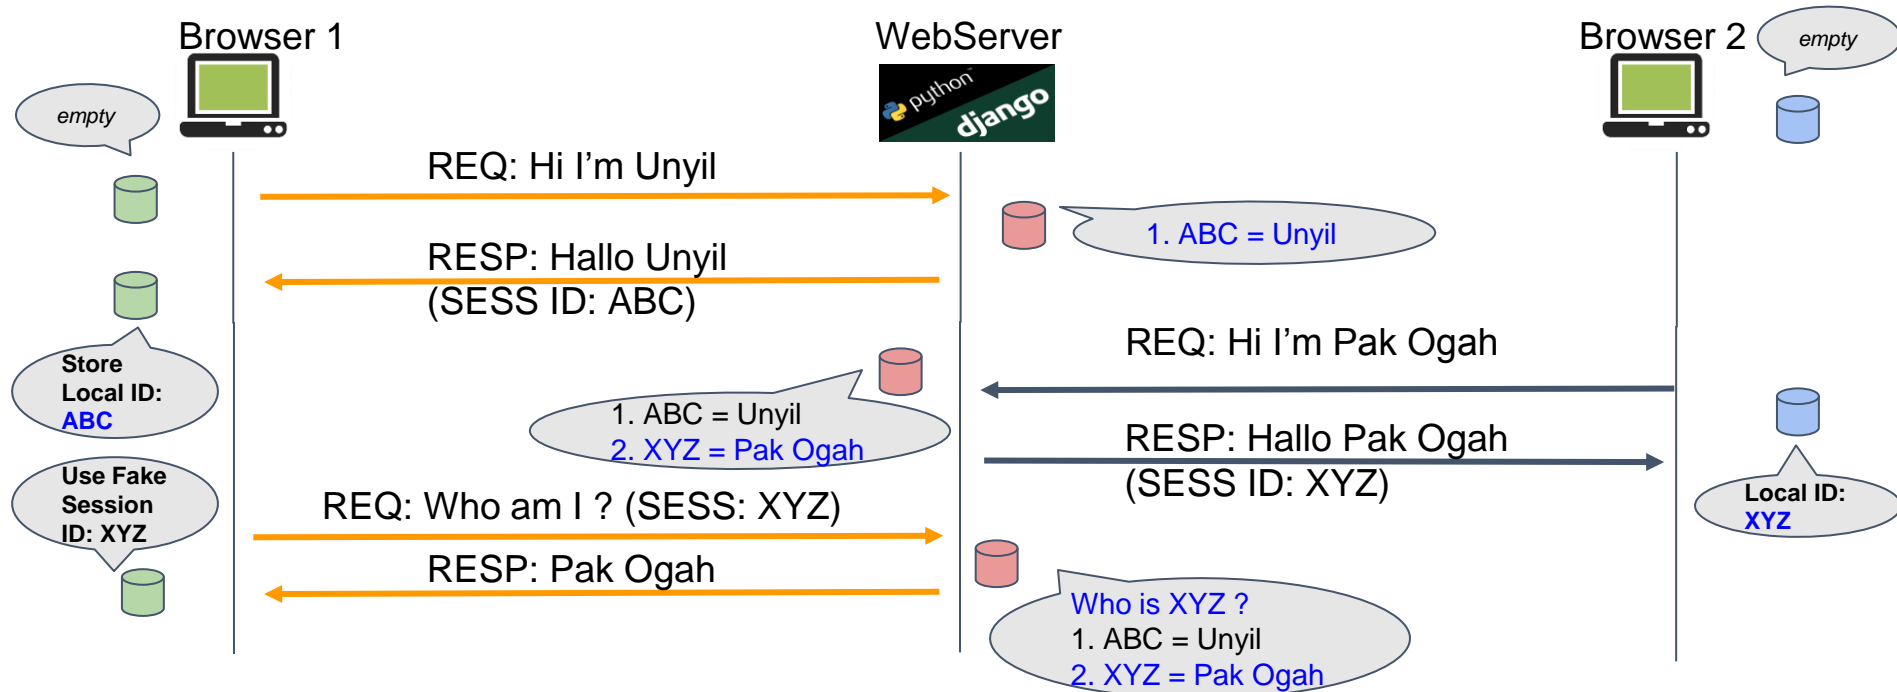 Browser 1
WebServer
Browser 2
empty
empty
python
django
REQ: Hi I'm Unyil
1. ABC = Unyil
RESP: Hallo Unyil
(SESS ID: ABC)
REQ: Hi I'm Pak Ogah
Store
Local ID:
ABC
1. ABC = Unyil
2. XYZ = Pak Ogah
RESP: Hallo Pak Ogah
(SESS ID: XYZ)
Local ID:
XYZ
Use Fake
Session
ID: XYZ
REQ: Who am I ? (SESS: XYZ)
RESP: Pak Ogah
Who is XYZ ?
1. ABC = Unyil
2. XYZ = Pak Ogah